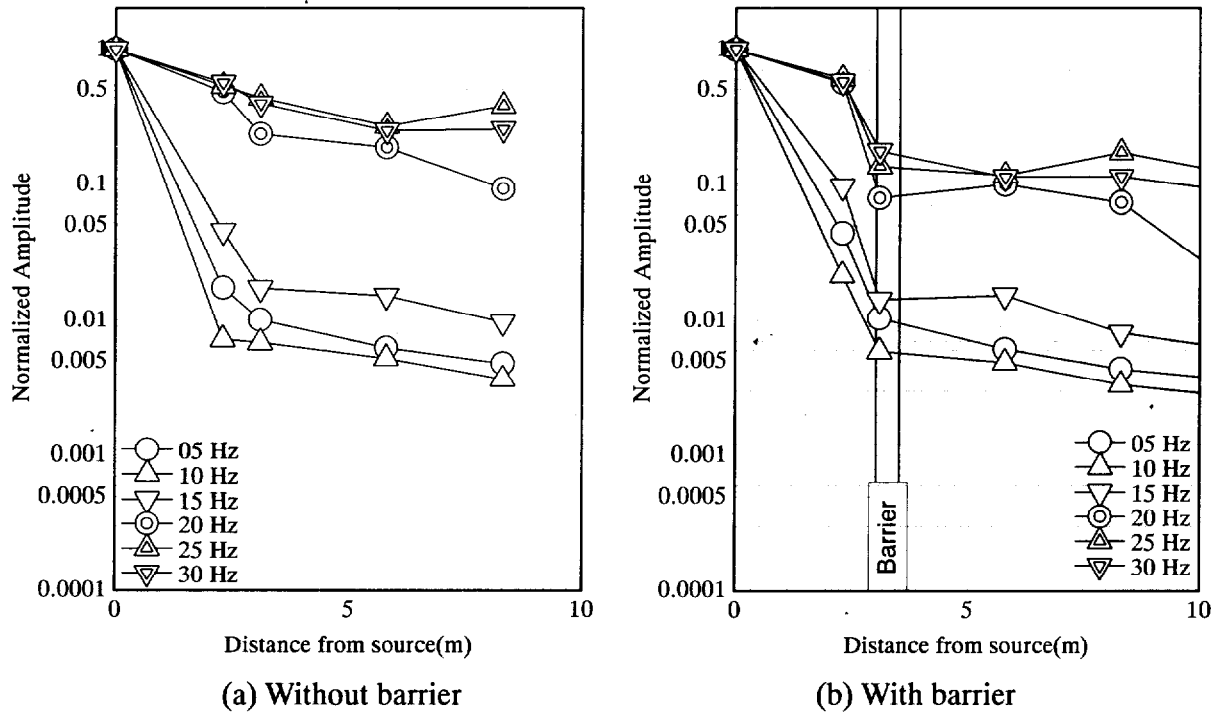 1
0.5
0.1
0.05
0.01
0.005
0.001
0.0005
0.0001
Normalized Amplitude
05 Hz
10 Hz
15 Hz
20 Hz
25 Hz
30 Hz
0
5
10
Distance from source(m)
(a) Without barrier
1
0.5
0.1
0.05
0.01
0.005
0.001
0.0005
0.0001
Normalized Amplitude
Barrier
05 Hz
10 Hz
15 Hz
20 Hz
25 Hz
30 Hz
0
5
10
Distance from source(m)
(b) With barrier